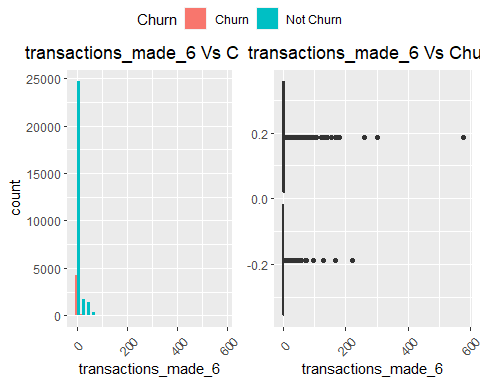 Churn Churn Not Churn
transactions_made_6 Vs C
transactions_made_6 Vs Chu
25000
20000
15000
10000
5000
0
count
0 200 400 600
transactions_made_6
0.2
0.0
-0.2
0 200 400 600
transactions_made_6